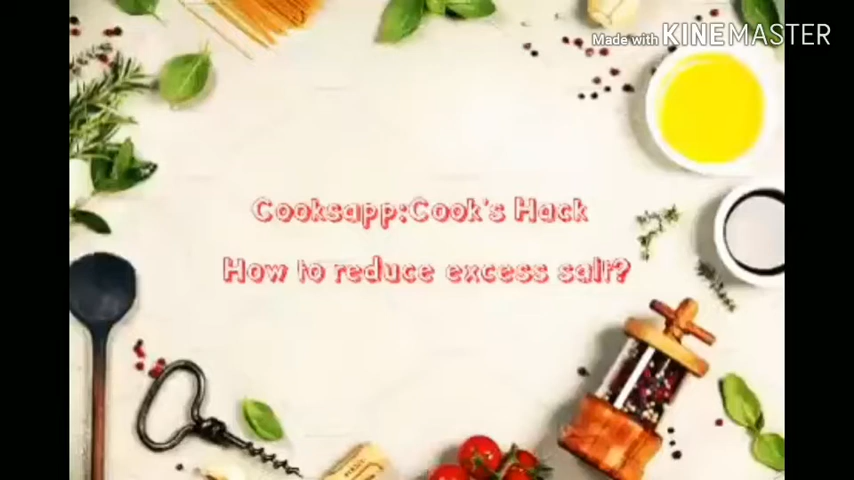 Made with KINEMASTER
Cooksapp:Cook's Hack
How to reduce excess salt?